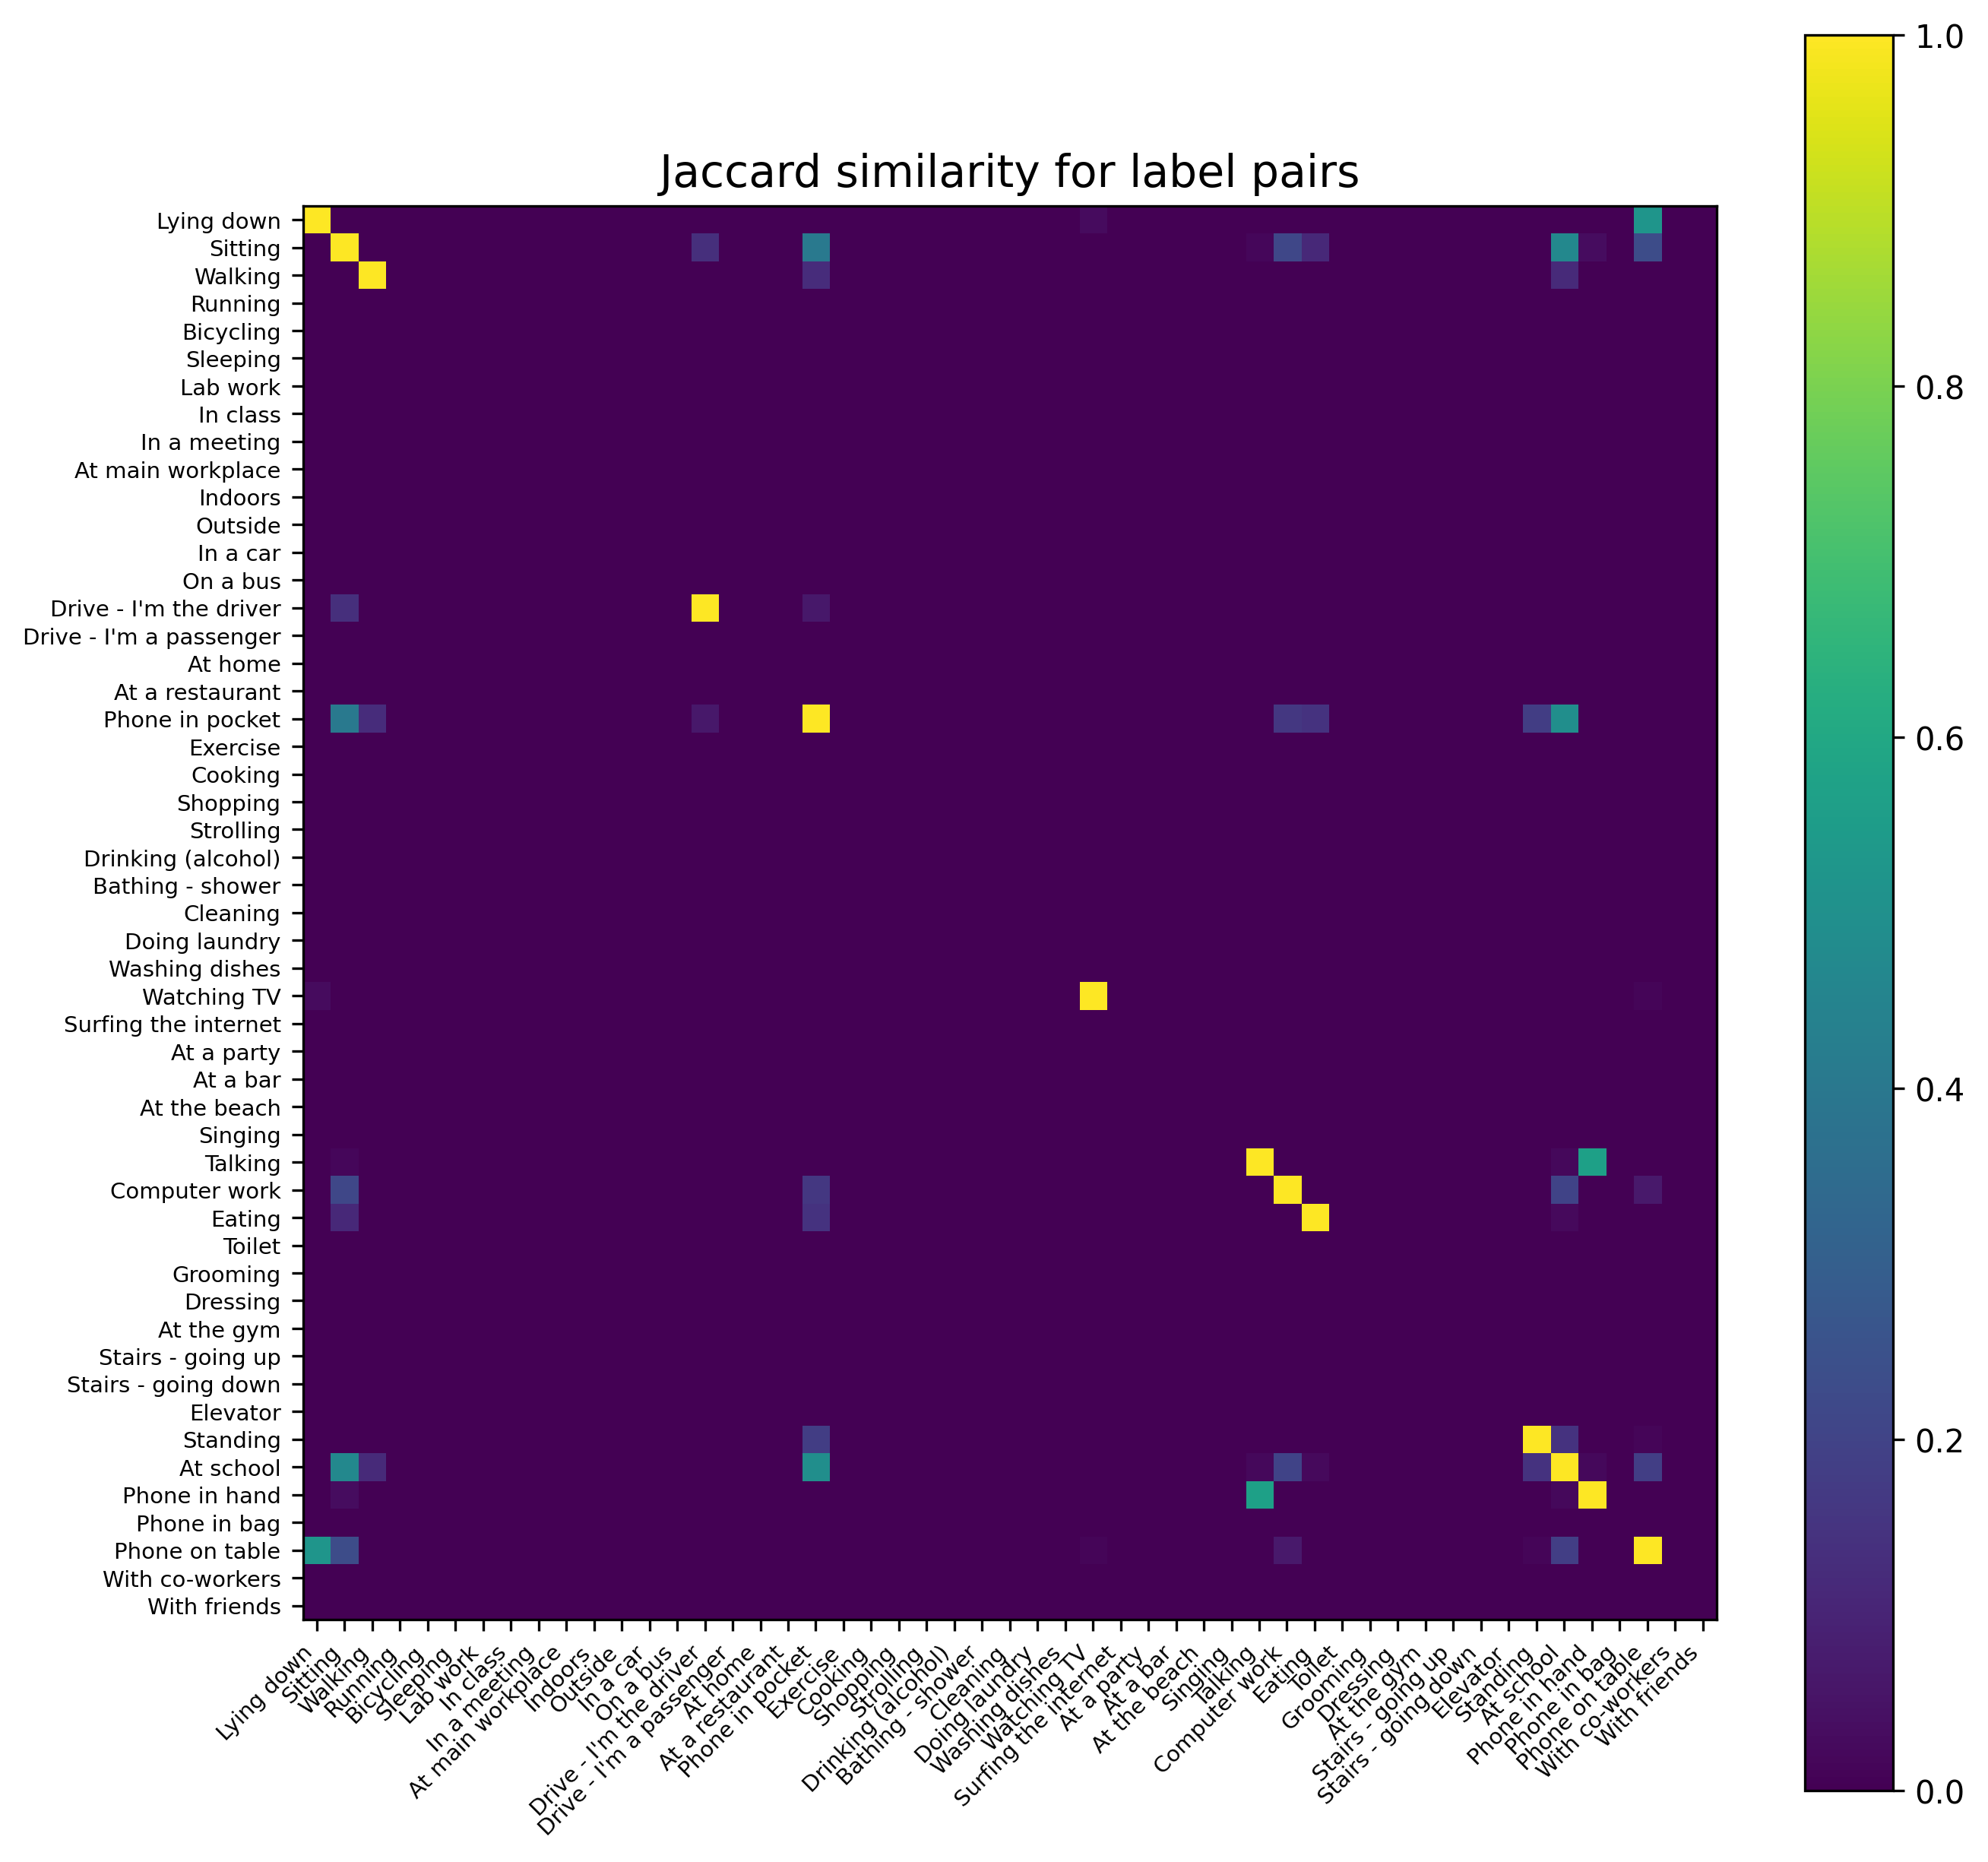 Jaccard similarity for label pairs
Lying down
Sitting
Walking
Running
Bicycling
Sleeping
Lab work
In class
In a meeting
At main workplace
Indoors
Outside
In a car
On a bus
Drive - I'm the driver
Drive - I'm a passenger
At home
At a restaurant
Phone in pocket
Exercise
Cooking
Shopping
Strolling
Drinking (alcohol)
Bathing - shower
Cleaning
Doing laundry
Washing dishes
Watching TV
Surfing the internet
At a party
At a bar
At the beach
Singing
Talking
Computer work
Eating
Toilet
Grooming
Dressing
At the gym
Stairs - going up
Stairs - going down
Elevator
Standing
At school
Phone in hand
Phone in bag
Phone on table
With co-workers
With friends
Lying down
Sitting
Walking
Running
Bicycling
Sleeping
Lab work
In class
In a meeting
At main workplace
Indoors
Outside
In a car
On a bus
Drive - I'm the driver
Drive - I'm a passenger
At home
At a restaurant
Phone in pocket
Exercise
Cooking
Shopping
Strolling
Drinking (alcohol)
Bathing - shower
Cleaning
Doing laundry
Washing dishes
Watching TV
Surfing the internet
At a party
At a bar
At the beach
Singing
Talking
Computer work
Eating
Toilet
Grooming
Dressing
At the gym
Stairs - going up
Stairs - going down
Elevator
Standing
At school
Phone in hand
Phone in bag
Phone on table
With co-workers
With friends
1.0
0.8
0.6
0.4
0.2
0.0